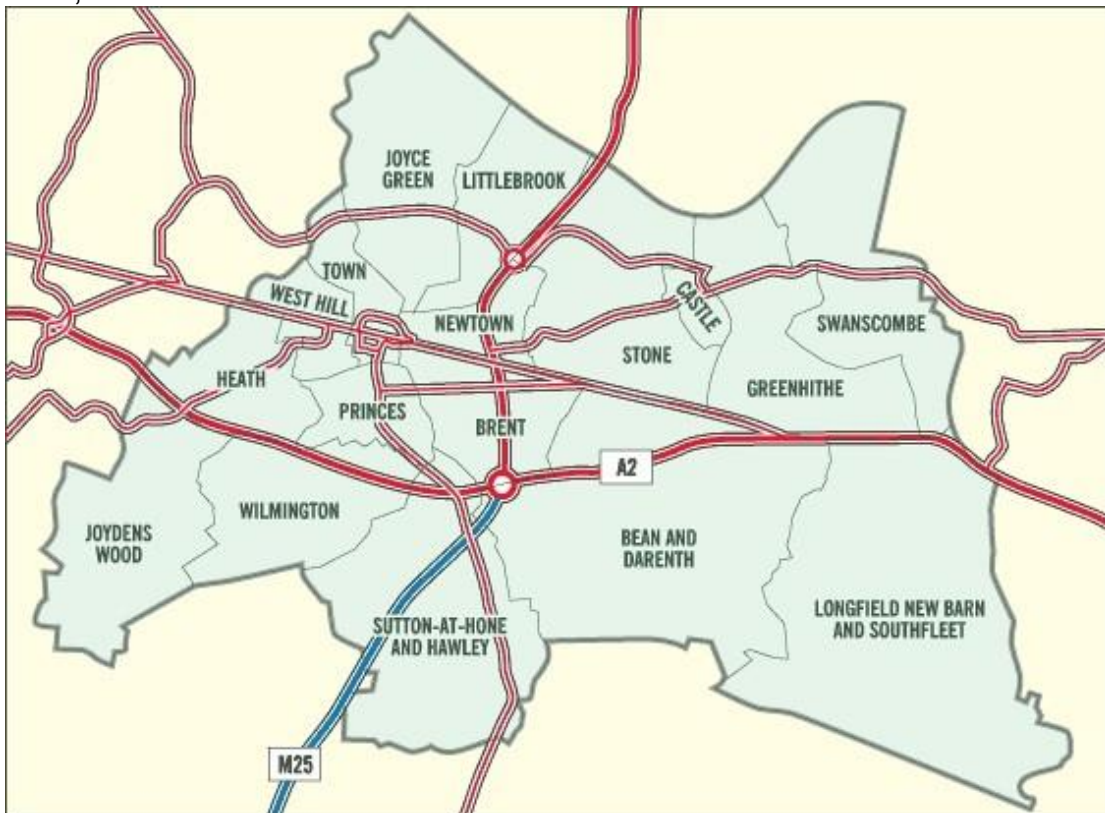 JOYCE
GREEN
LITTLEBROOK
TOWN
WEST HILL
CASTLE
NEWTOWN
SWANSCOMBE
STONE
HEATH
GREENHITHE
PRINCES
BRENT
A2
WILMINGTON
JOYDENS
WOOD
BEAN AND
DARENTH
LONGFIELD NEW BARN
AND SOUTHFLEET
SUTTON-AT-HONE
AND HAWLEY
M25